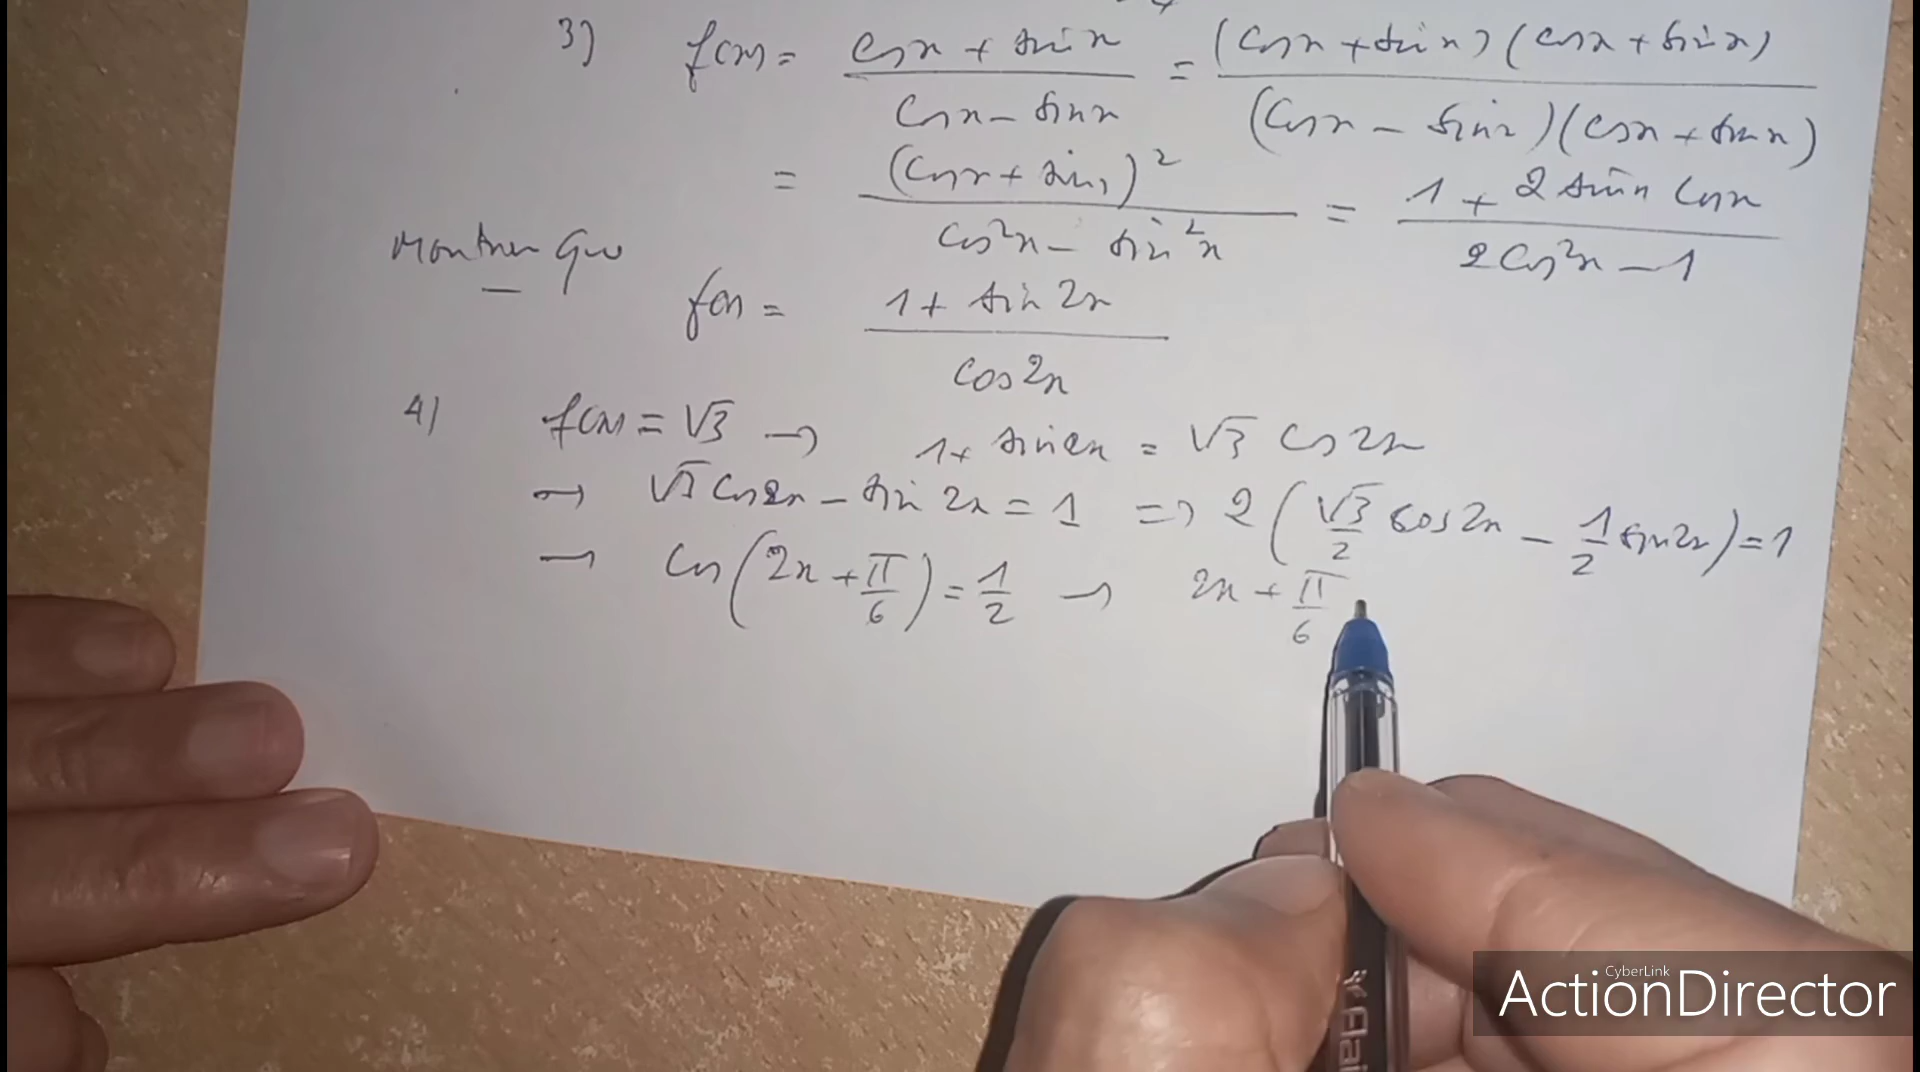 3) f(x) = (cos x + sin x) / (cos x - sin x) = (cos x + sin x)(cos x + sin x) / (cos x - sin x)(cos x + sin x)
= (cos x + sin x)² / (cos²x - sin²x) = (1 + 2 sin x cos x) / (2cos²x - 1)
Montrer que
f(x) = (1 + sin 2x) / cos 2x
4) f(x) = √3 → 1 + sin 2x = √3 cos 2x
→ √3 cos 2x - sin 2x = 1 => 2(√3/2 cos 2x - 1/2 sin 2x) = 1
→ cos(2x + π/6) = 1/2 → 2x + π/6
CyberLink
ActionDirector